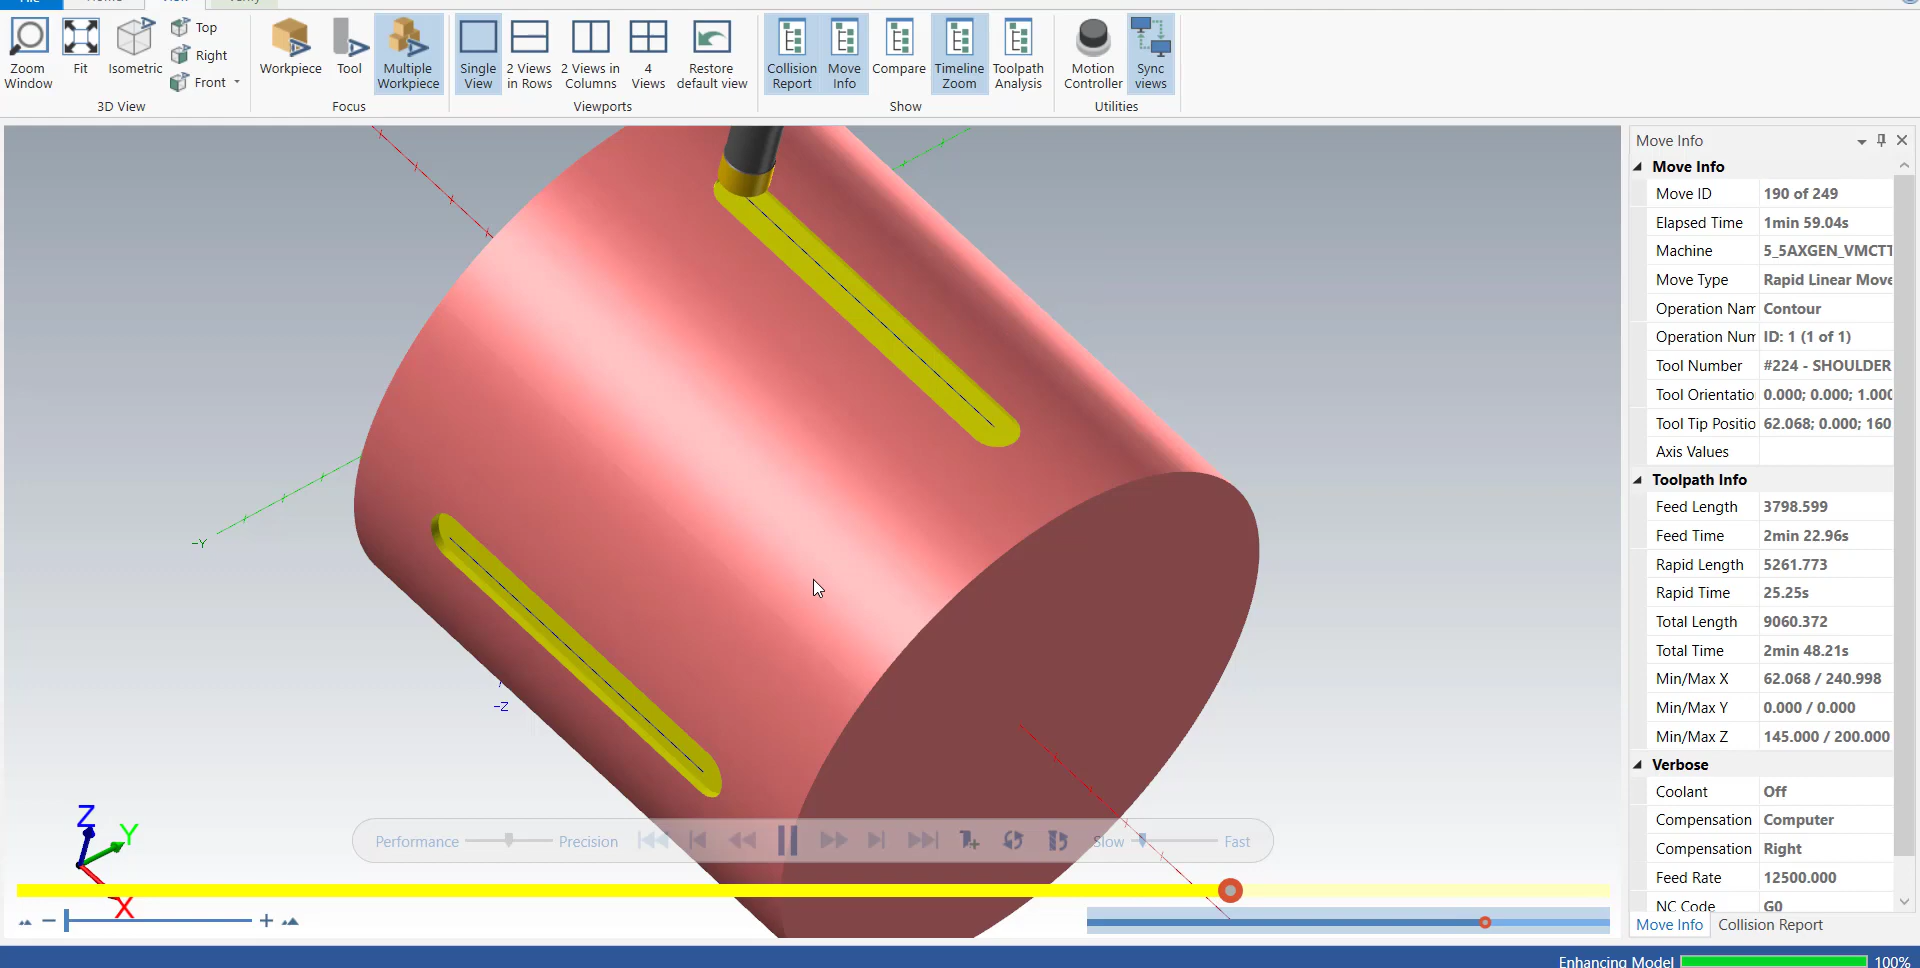 File Home View Verify
Zoom Window
Fit
Isometric
Top
Right
Front
3D View
Workpiece
Tool
Multiple Workpiece
Focus
Single View
2 Views in Rows
2 Views in Columns
4 Views
Restore default view
Viewports
Collision Report
Move Info
Compare
Timeline Zoom
Toolpath Analysis
Show
Motion Controller
Sync views
Utilities
-Y
-Z
Z
Y
X
Performance Precision Slow Fast
Move Info
Move Info
Move ID 190 of 249
Elapsed Time 1min 59.04s
Machine 5_5AXGEN_VMCTT
Move Type Rapid Linear Move
Operation Nam Contour
Operation Num ID: 1 (1 of 1)
Tool Number #224 - SHOULDER
Tool Orientatio 0.000; 0.000; 1.000
Tool Tip Positio 62.068; 0.000; 160
Axis Values
Toolpath Info
Feed Length 3798.599
Feed Time 2min 22.96s
Rapid Length 5261.773
Rapid Time 25.25s
Total Length 9060.372
Total Time 2min 48.21s
Min/Max X 62.068 / 240.998
Min/Max Y 0.000 / 0.000
Min/Max Z 145.000 / 200.000
Verbose
Coolant Off
Compensation Computer
Compensation Right
Feed Rate 12500.000
NC Code G0
Move Info Collision Report
Enhancing Model 100%